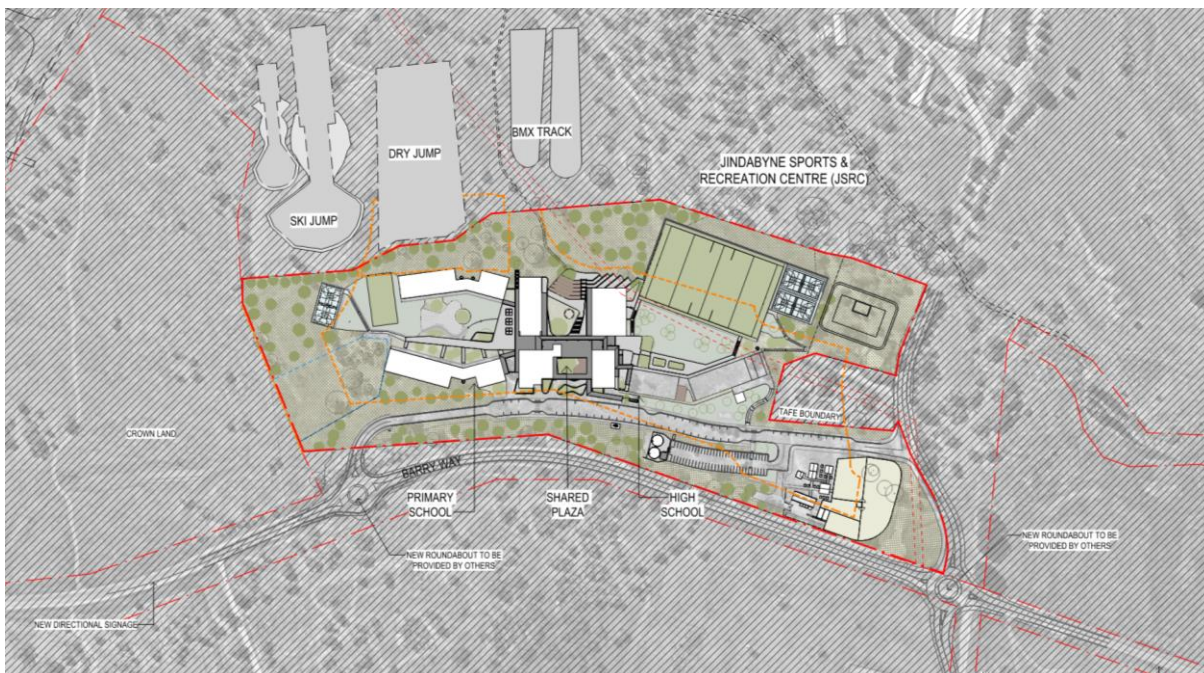 BMX TRACK
DRY JUMP
JINDABYNE SPORTS &
RECREATION CENTRE (JSRC)
SKI JUMP
TAFE BOUNDARY
CROWN LAND
BARRY WAY
PRIMARY
SCHOOL
SHARED
PLAZA
HIGH
SCHOOL
NEW ROUNDABOUT TO BE
PROVIDED BY OTHERS
NEW ROUNDABOUT TO BE
PROVIDED BY OTHERS
NEW DIRECTIONAL SIGNAGE